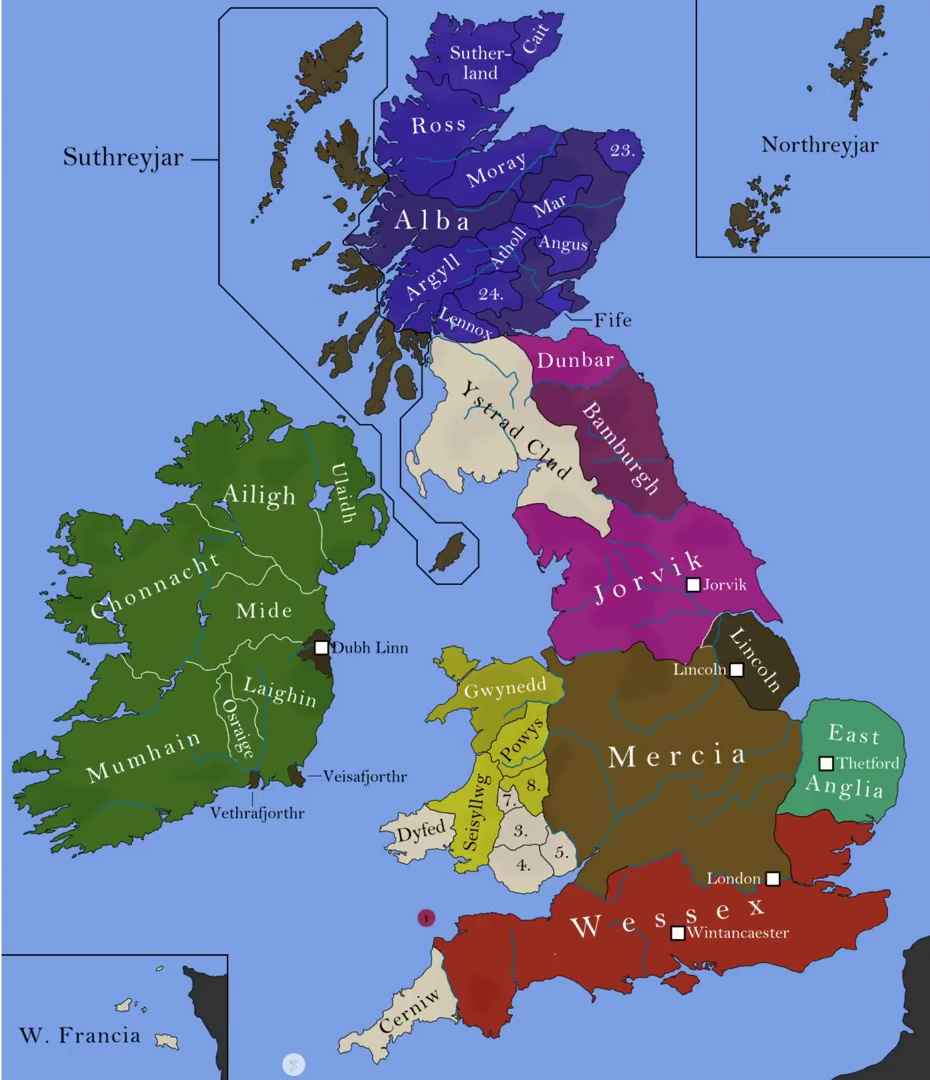 Suther-
land
Cait
Ross
Suthreyjar
Northreyjar
Moray
23.
Alba
Mar
Atholl
Angus
Argyll
24.
Lennox
Fife
Dunbar
Ystrad Clud
Bamburgh
Ailigh
Ulaidh
Chonnacht
Jorvik
Jorvik
Mide
Dubh Linn
Lincoln
Lincoln
Laighin
Osraige
Gwynedd
Powys
Mumhain
Mercia
East
Anglia
Thetford
Veisafjorthr
Vethrafjorthr
Seisyllwg
8.
7.
Dyfed
3.
5.
4.
London
Wessex
Wintancaester
Cerniw
W. Francia